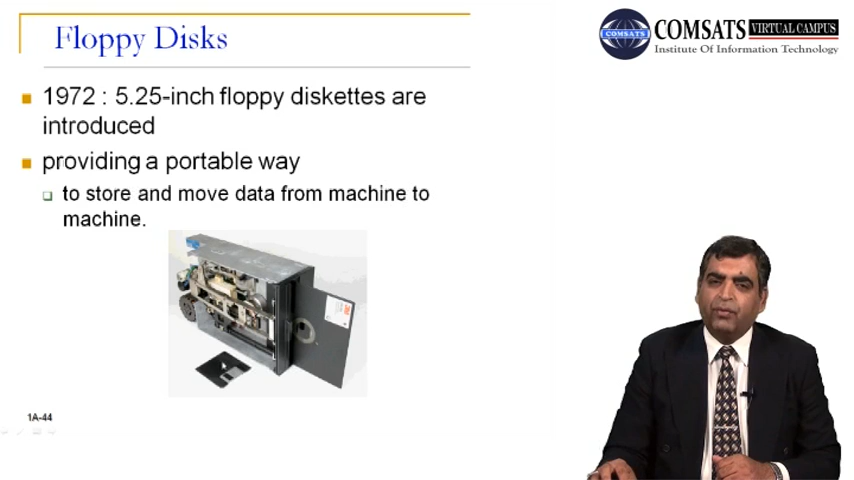 Floppy Disks
COMSATS VIRTUAL CAMPUS
COMSATS
Institute Of Information Technology
1972 : 5.25-inch floppy diskettes are
introduced
providing a portable way
to store and move data from machine to
machine.
1A-44